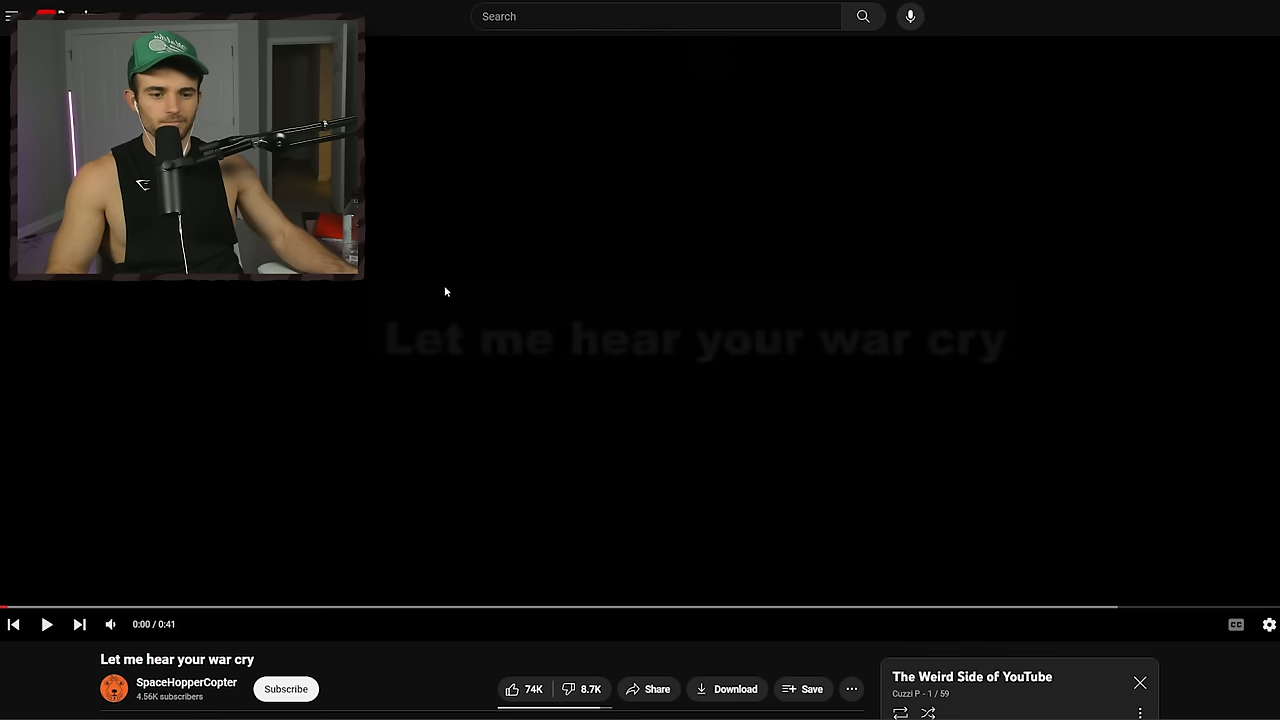 Search
Let me hear your war cry
0:00 / 0:41
CC
Let me hear your war cry
SpaceHopperCopter
4.56K subscribers
Subscribe
74K
8.7K
Share
Download
Save
The Weird Side of YouTube
Cuzzi P - 1 / 59